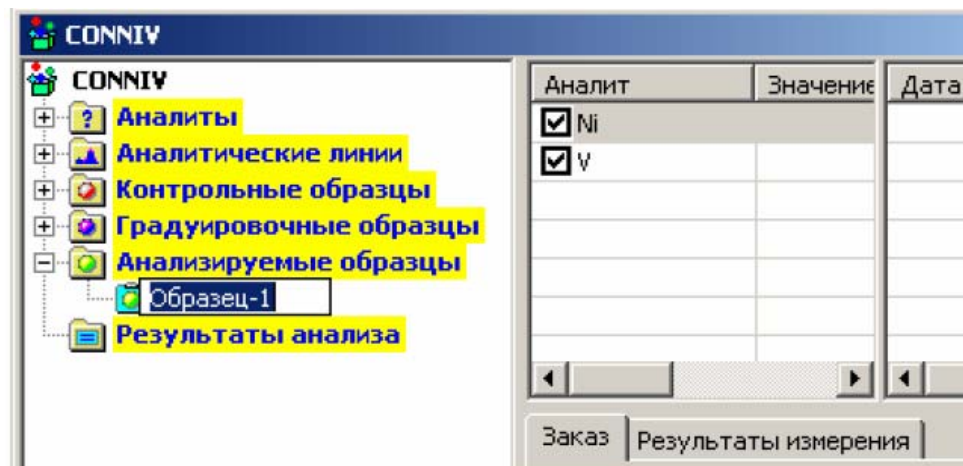 CONNIV
CONNIV
Аналиты
Аналитические линии
Контрольные образцы
Градуировочные образцы
Анализируемые образцы
Образец-1
Результаты анализа
Аналит Значение Дата
Ni
V
Заказ Результаты измерения